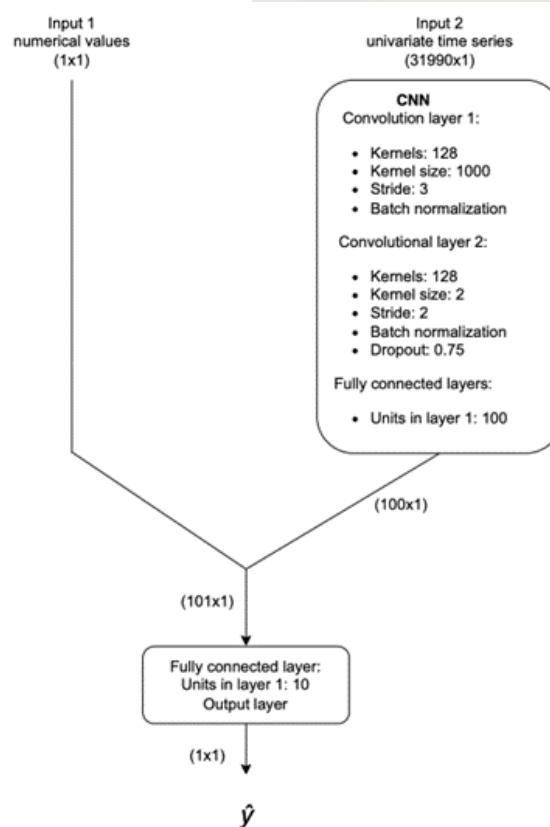 Input 1
numerical values
(1x1)
Input 2
univariate time series
(31990x1)
CNN
Convolution layer 1:
• Kernels: 128
• Kernel size: 1000
• Stride: 3
• Batch normalization
Convolutional layer 2:
• Kernels: 128
• Kernel size: 2
• Stride: 2
• Batch normalization
• Dropout: 0.75
Fully connected layers:
• Units in layer 1: 100
(100x1)
(101x1)
Fully connected layer:
Units in layer 1: 10
Output layer
(1x1)
ŷ